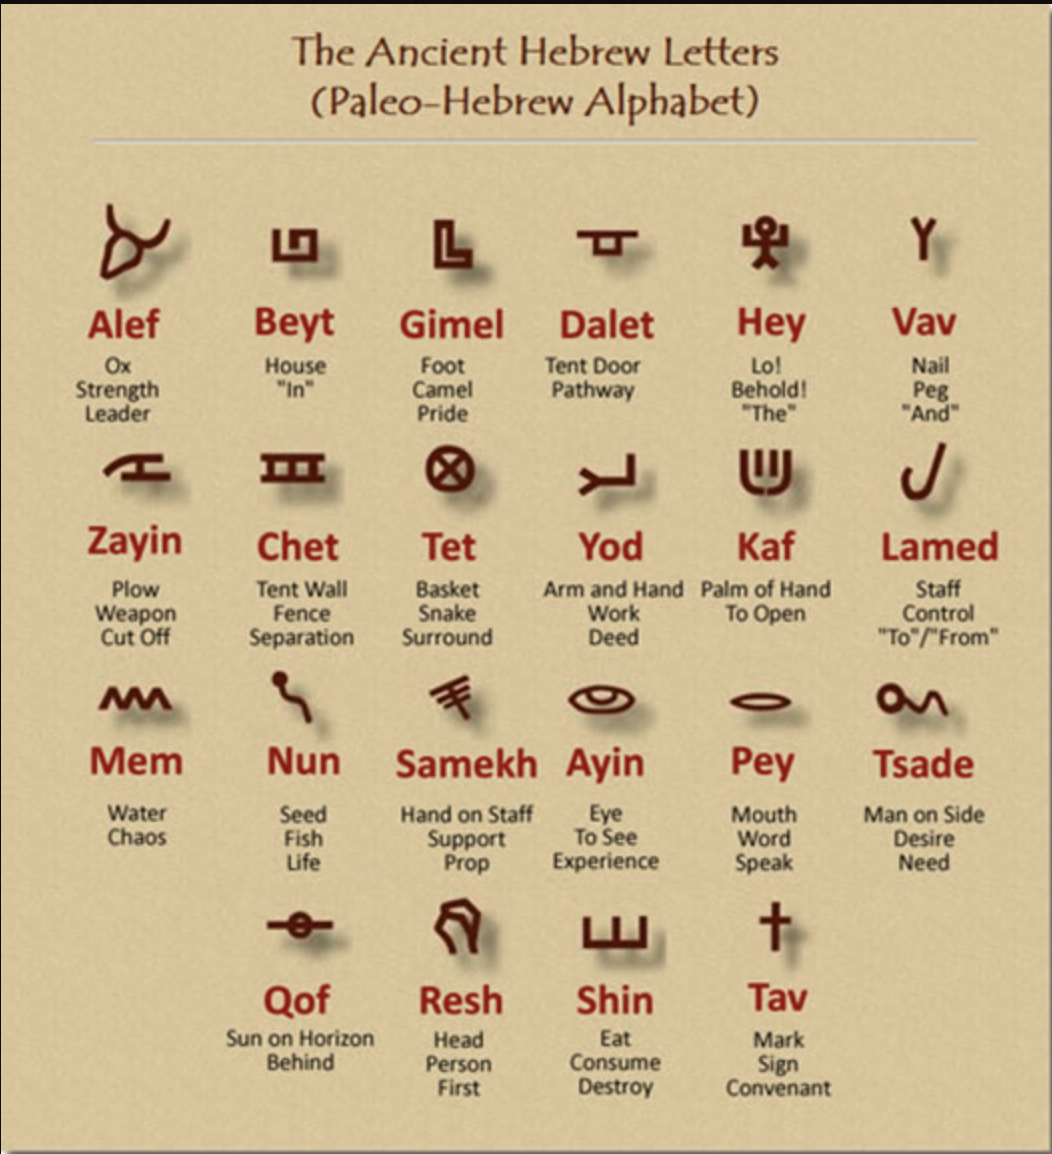 The Ancient Hebrew Letters
(Paleo-Hebrew Alphabet)
Alef
Ox
Strength
Leader
Beyt
House
"In"
Gimel
Foot
Camel
Pride
Dalet
Tent Door
Pathway
Hey
Lo!
Behold!
"The"
Vav
Nail
Peg
"And"
Zayin
Plow
Weapon
Cut Off
Chet
Tent Wall
Fence
Separation
Tet
Basket
Snake
Surround
Yod
Arm and Hand
Work
Deed
Kaf
Palm of Hand
To Open
Lamed
Staff
Control
"To"/"From"
Mem
Water
Chaos
Nun
Seed
Fish
Life
Samekh
Hand on Staff
Support
Prop
Ayin
Eye
To See
Experience
Pey
Mouth
Word
Speak
Tsade
Man on Side
Desire
Need
Qof
Sun on Horizon
Behind
Resh
Head
Person
First
Shin
Eat
Consume
Destroy
Tav
Mark
Sign
Convenant